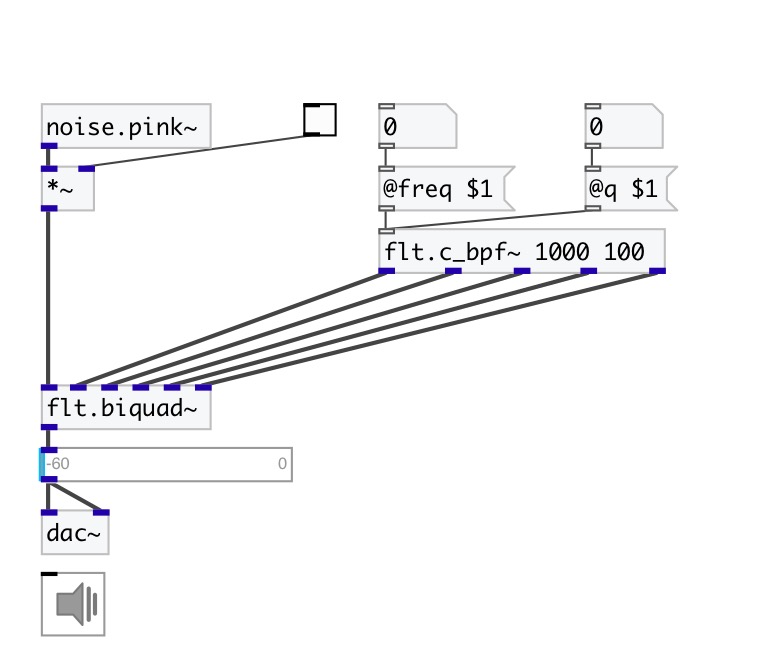 noise.pink~
0
0
*~
@freq $1
@q $1
flt.c_bpf~ 1000 100
flt.biquad~
-60
0
dac~